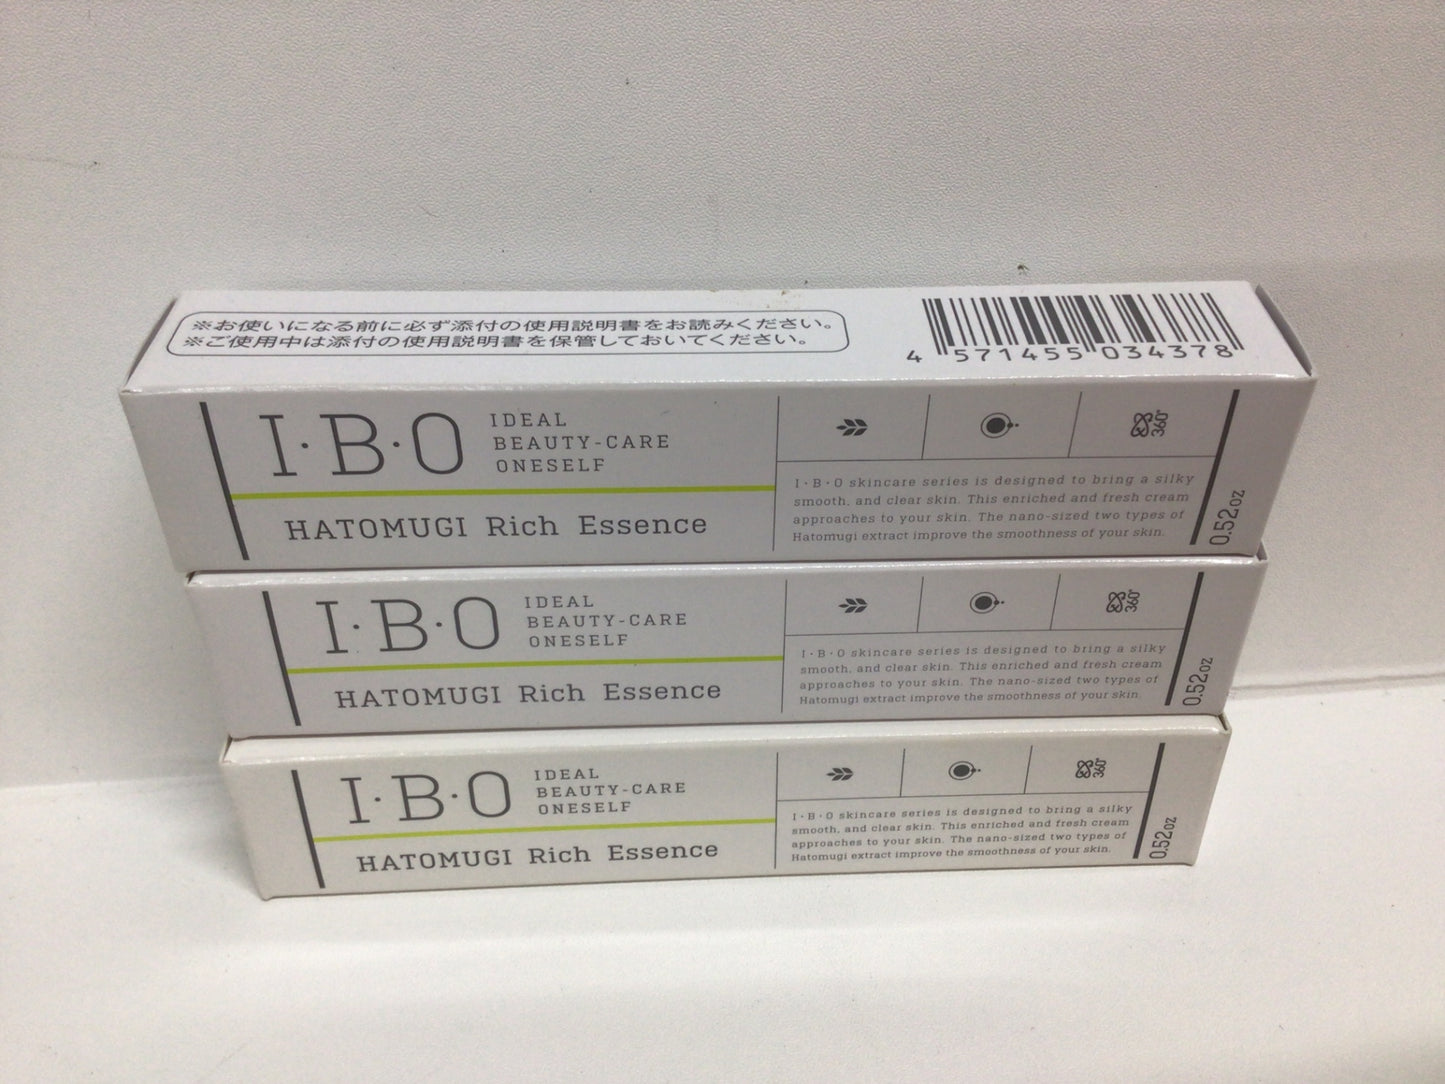 ※お使いになる前に必ず添付の使用説明書をお読みください。
※ご使用中は添付の使用説明書を保管しておいてください。
4 571455 034378
I·B·O
IDEAL
BEAUTY-CARE
ONESELF
HATOMUGI Rich Essence
360°
I·B·O skincare series is designed to bring a silky
smooth, and clear skin. This enriched and fresh cream
approaches to your skin. The nano-sized two types of
Hatomugi extract improve the smoothness of your skin.
0.52oz
I·B·O
IDEAL
BEAUTY-CARE
ONESELF
HATOMUGI Rich Essence
360°
I·B·O skincare series is designed to bring a silky
smooth, and clear skin. This enriched and fresh cream
approaches to your skin. The nano-sized two types of
Hatomugi extract improve the smoothness of your skin.
0.52oz
I·B·O
IDEAL
BEAUTY-CARE
ONESELF
HATOMUGI Rich Essence
360°
I·B·O skincare series is designed to bring a silky
smooth, and clear skin. This enriched and fresh cream
approaches to your skin. The nano-sized two types of
Hatomugi extract improve the smoothness of your skin.
0.52oz